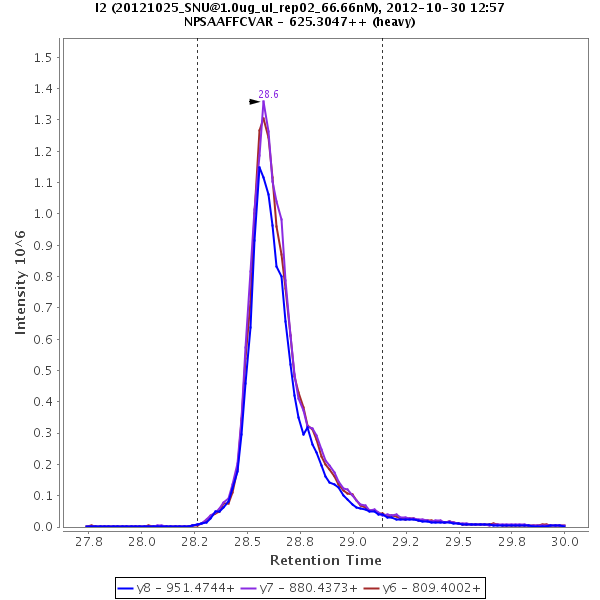 I2 (20121025_SNU@1.0ug_ul_rep02_66.66nM), 2012-10-30 12:57
NPSAAFFCVAR - 625.3047++ (heavy)
28.6
1.5
1.4
1.3
1.2
1.1
1.0
0.9
0.8
0.7
0.6
0.5
0.4
0.3
0.2
0.1
0.0
Intensity 10^6
27.8 28.0 28.2 28.5 28.8 29.0 29.2 29.5 29.8 30.0
Retention Time
y8 - 951.4744+ y7 - 880.4373+ y6 - 809.4002+